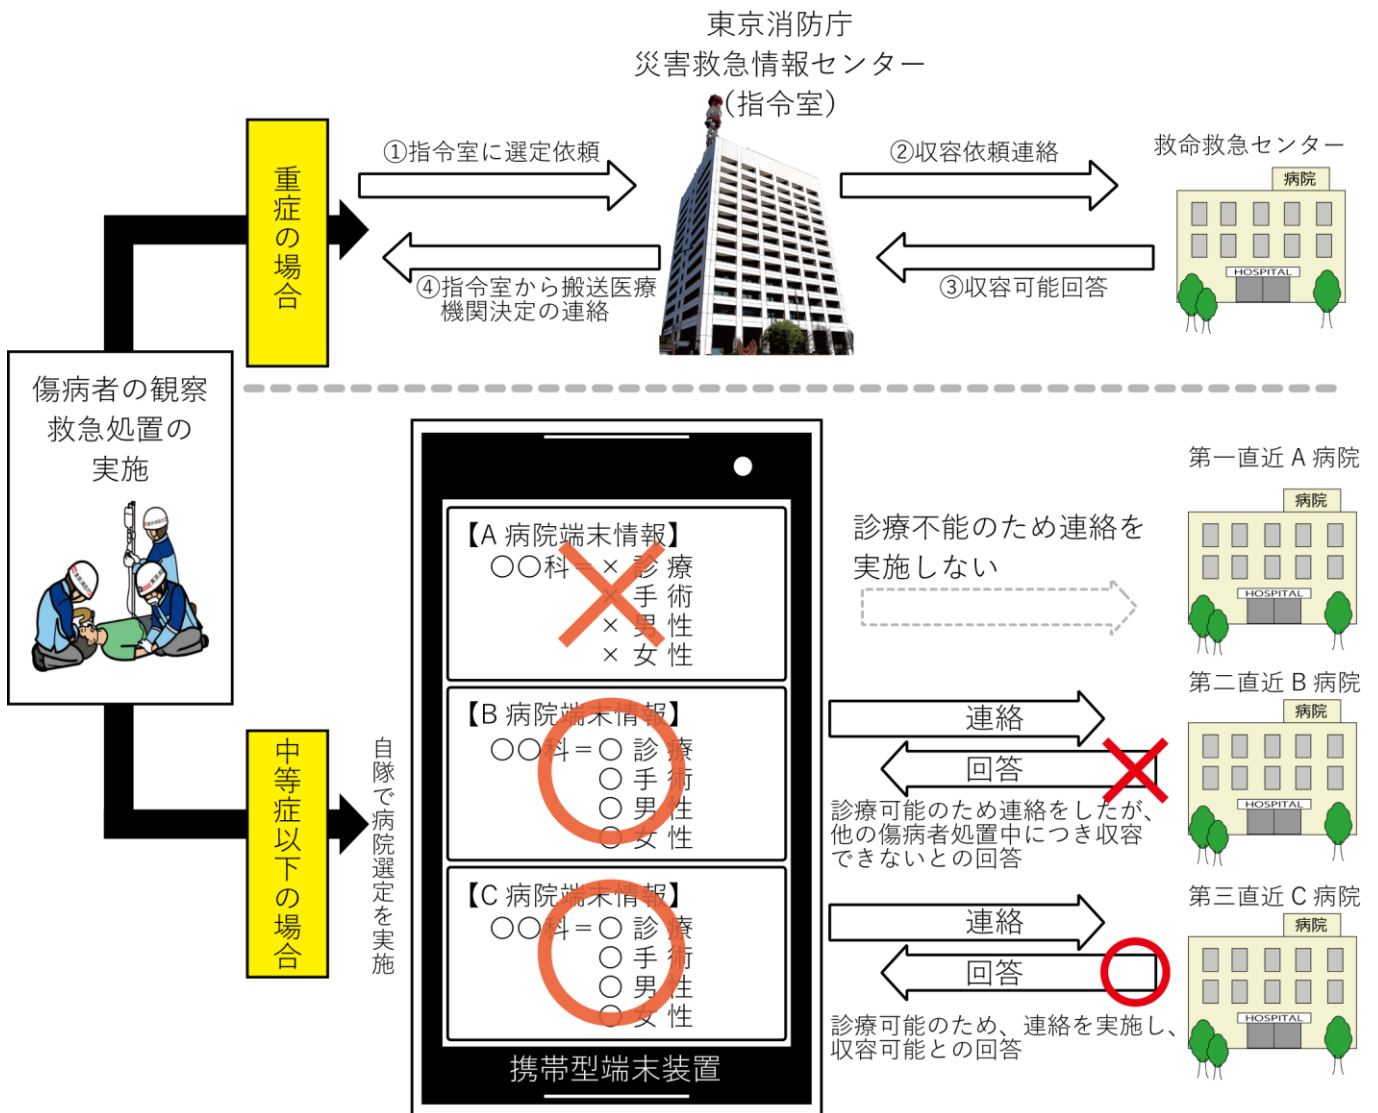 東京消防庁
災害救急情報センター
(指令室)
重症の場合
①指令室に選定依頼
②収容依頼連絡
③収容可能回答
④指令室から搬送医療
機関決定の連絡
救命救急センター
病院
HOSPITAL
傷病者の観察
救急処置の
実施
中等症以下の場合
自隊で病院選定を実施
【A 病院端末情報】
○○科＝× 診 療
× 手 術
× 男 性
× 女 性
【B 病院端末情報】
○○科＝○ 診 療
○ 手 術
○ 男 性
○ 女 性
【C 病院端末情報】
○○科＝○ 診 療
○ 手 術
○ 男 性
○ 女 性
携帯型端末装置
診療不能のため連絡を
実施しない
第一直近 A 病院
病院
HOSPITAL
連絡
回答
診療可能のため連絡をしたが、
他の傷病者処置中につき収容
できないとの回答
第二直近 B 病院
病院
HOSPITAL
連絡
回答
診療可能のため、連絡を実施し、
収容可能との回答
第三直近 C 病院
病院
HOSPITAL